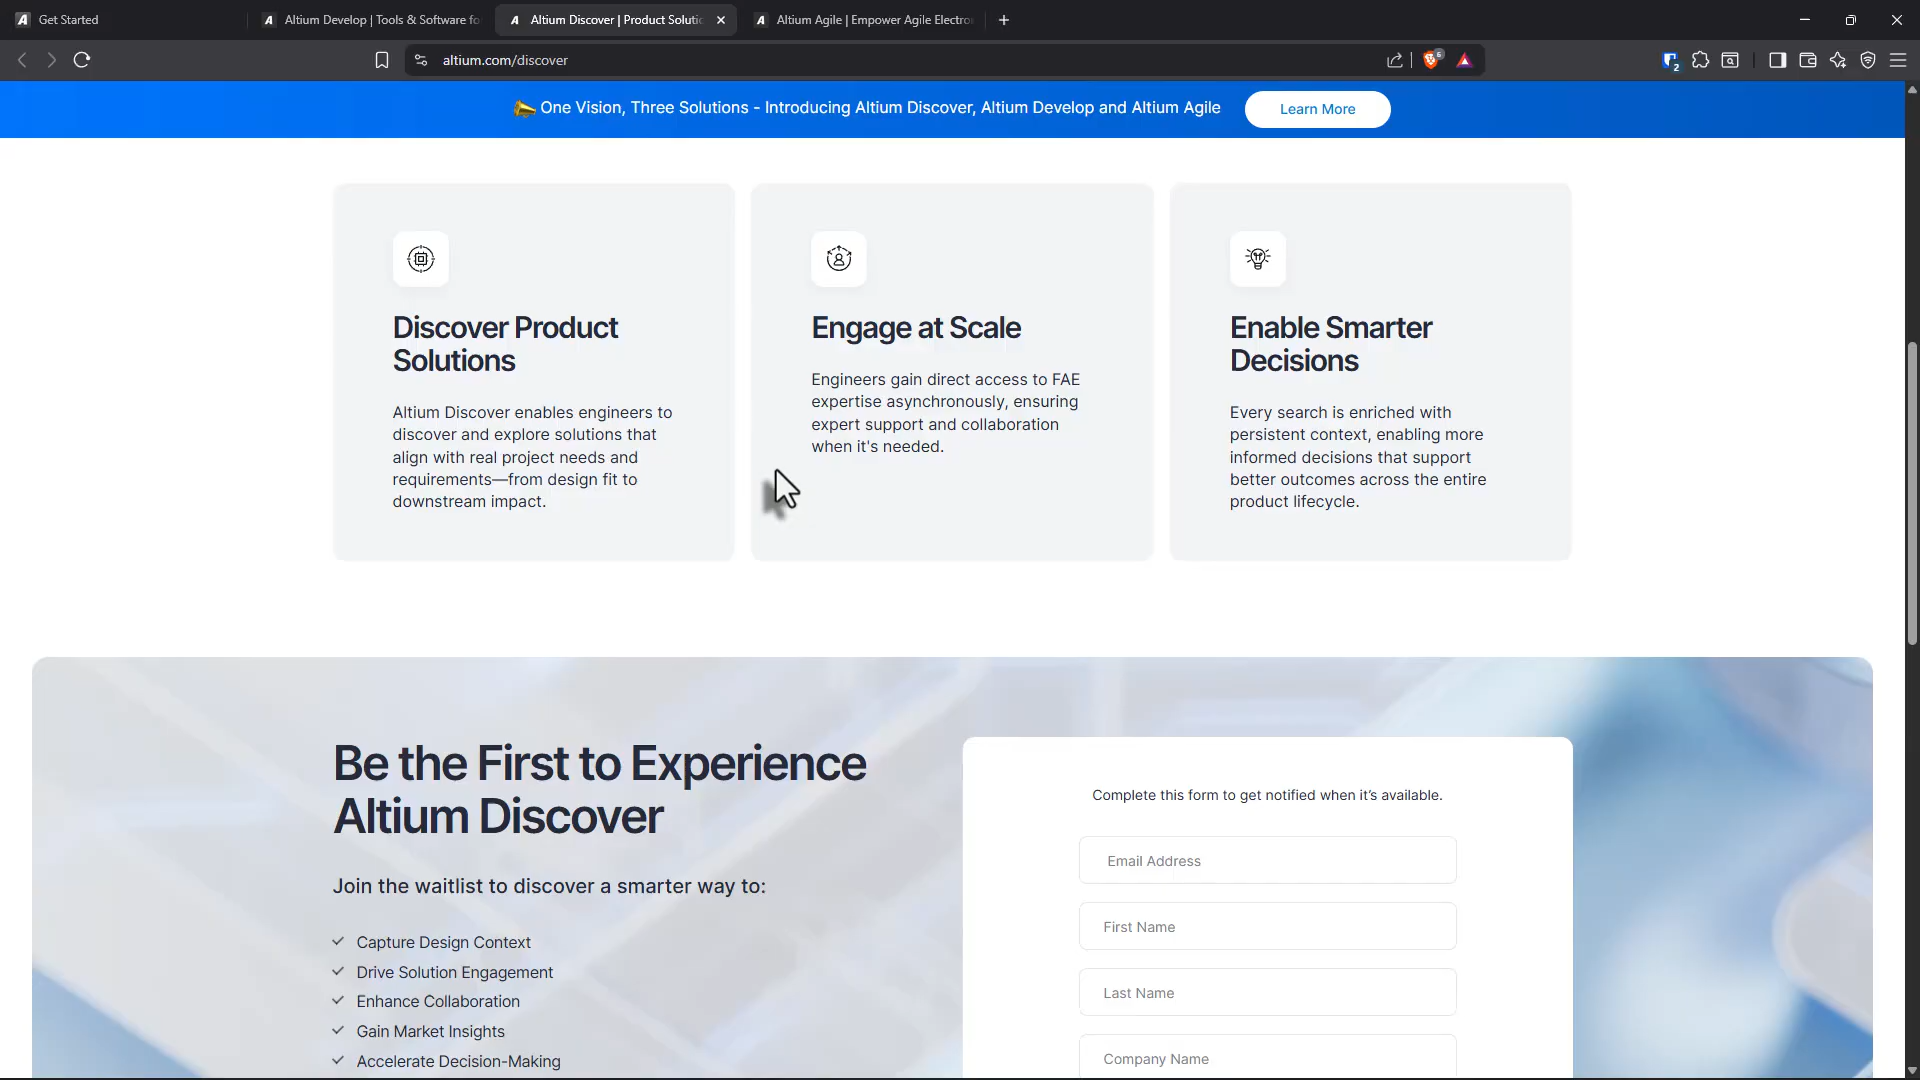 Get Started
Altium Develop | Tools & Software fo
Altium Discover | Product Soluti
Altium Agile | Empower Agile Electro
altium.com/discover
6
2
One Vision, Three Solutions - Introducing Altium Discover, Altium Develop and Altium Agile
Learn More
Discover Product
Solutions
Altium Discover enables engineers to
discover and explore solutions that
align with real project needs and
requirements—from design fit to
downstream impact.
Engage at Scale
Engineers gain direct access to FAE
expertise asynchronously, ensuring
expert support and collaboration
when it's needed.
Enable Smarter
Decisions
Every search is enriched with
persistent context, enabling more
informed decisions that support
better outcomes across the entire
product lifecycle.
Be the First to Experience
Altium Discover
Join the waitlist to discover a smarter way to:
Capture Design Context
Drive Solution Engagement
Enhance Collaboration
Gain Market Insights
Accelerate Decision-Making
Complete this form to get notified when it’s available.
Email Address
First Name
Last Name
Company Name